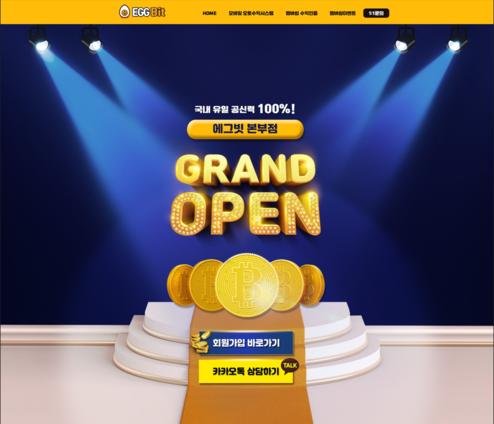 EGG Bit
HOME 모바일 오토수익시스템 멤버쉽 수익인증 멤버쉽이벤트 1:1문의
국내 유일 공신력 100%!
에그빗 본부점
GRAND
OPEN
회원가입 바로가기
카카오톡 상담하기 TALK